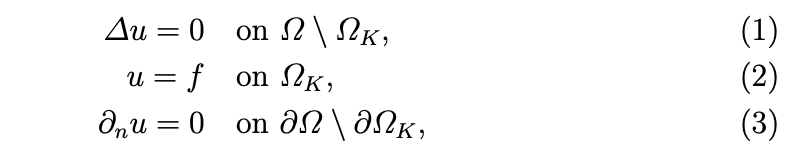 Δu = 0 on Ω \ Ω_K, (1)
u = f on Ω_K, (2)
∂_n u = 0 on ∂Ω \ ∂Ω_K, (3)